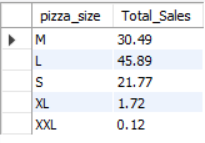 pizza_size Total_Sales
M 30.49
L 45.89
S 21.77
XL 1.72
XXL 0.12